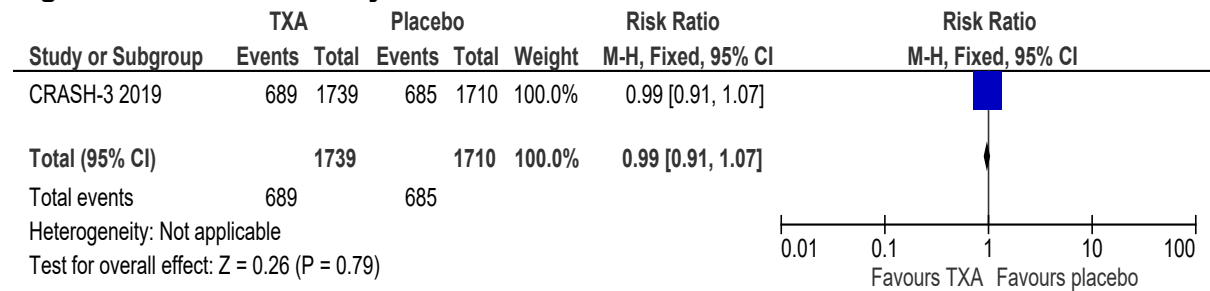 TXA Placebo Risk Ratio Risk Ratio
Study or Subgroup Events Total Events Total Weight M-H, Fixed, 95% CI M-H, Fixed, 95% CI
CRASH-3 2019 689 1739 685 1710 100.0% 0.99 [0.91, 1.07]
Total (95% CI) 1739 1710 100.0% 0.99 [0.91, 1.07]
Total events 689 685
Heterogeneity: Not applicable
Test for overall effect: Z = 0.26 (P = 0.79)
0.01 0.1 1 10 100
Favours TXA Favours placebo